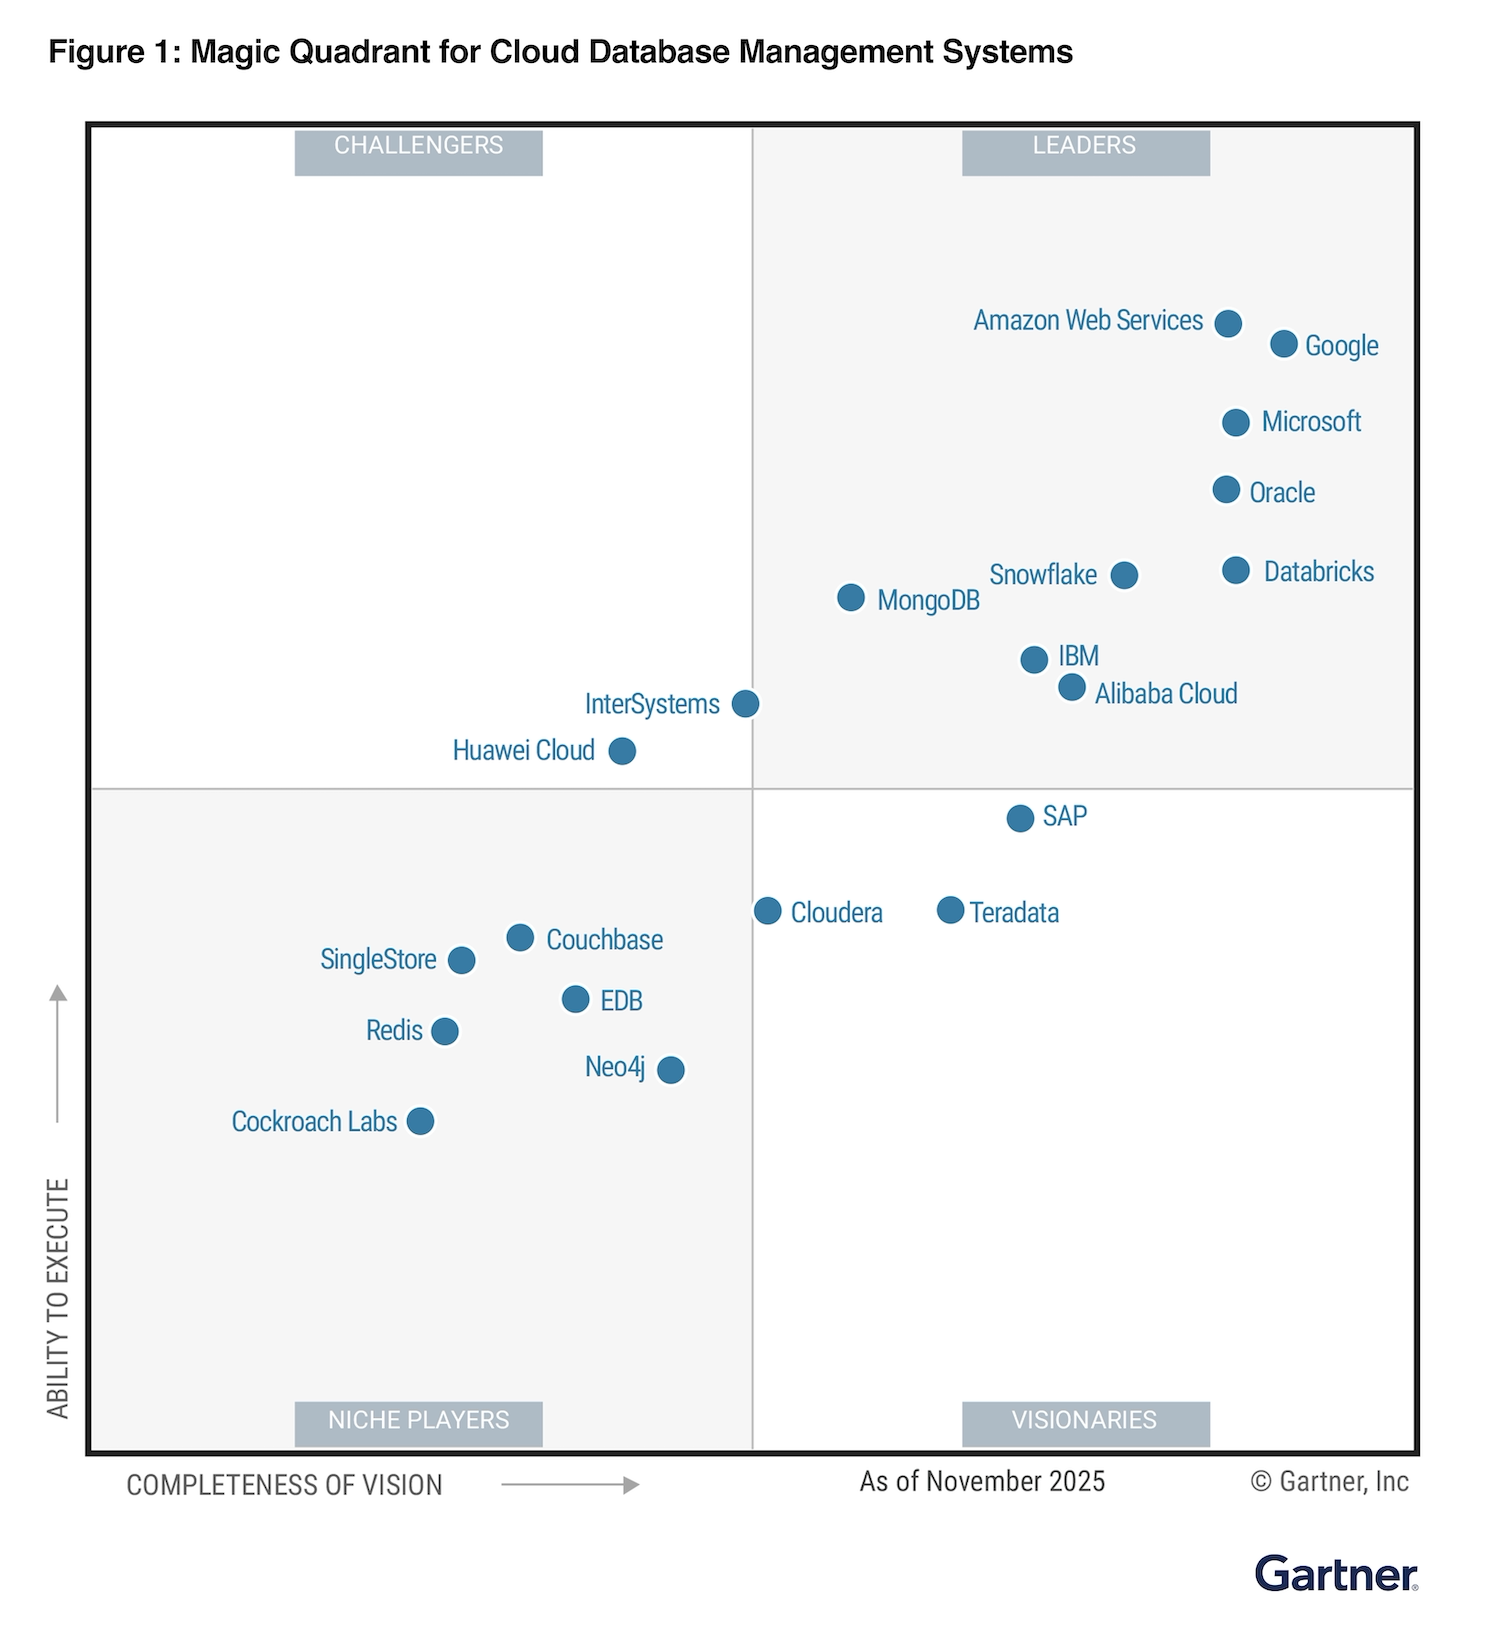 Figure 1: Magic Quadrant for Cloud Database Management Systems
CHALLENGERS
LEADERS
Amazon Web Services
Google
Microsoft
Oracle
Databricks
Snowflake
MongoDB
IBM
Alibaba Cloud
InterSystems
Huawei Cloud
SAP
Cloudera
Teradata
Couchbase
SingleStore
EDB
Redis
Neo4j
Cockroach Labs
ABILITY TO EXECUTE
NICHE PLAYERS
VISIONARIES
COMPLETENESS OF VISION
As of November 2025
© Gartner, Inc
Gartner®